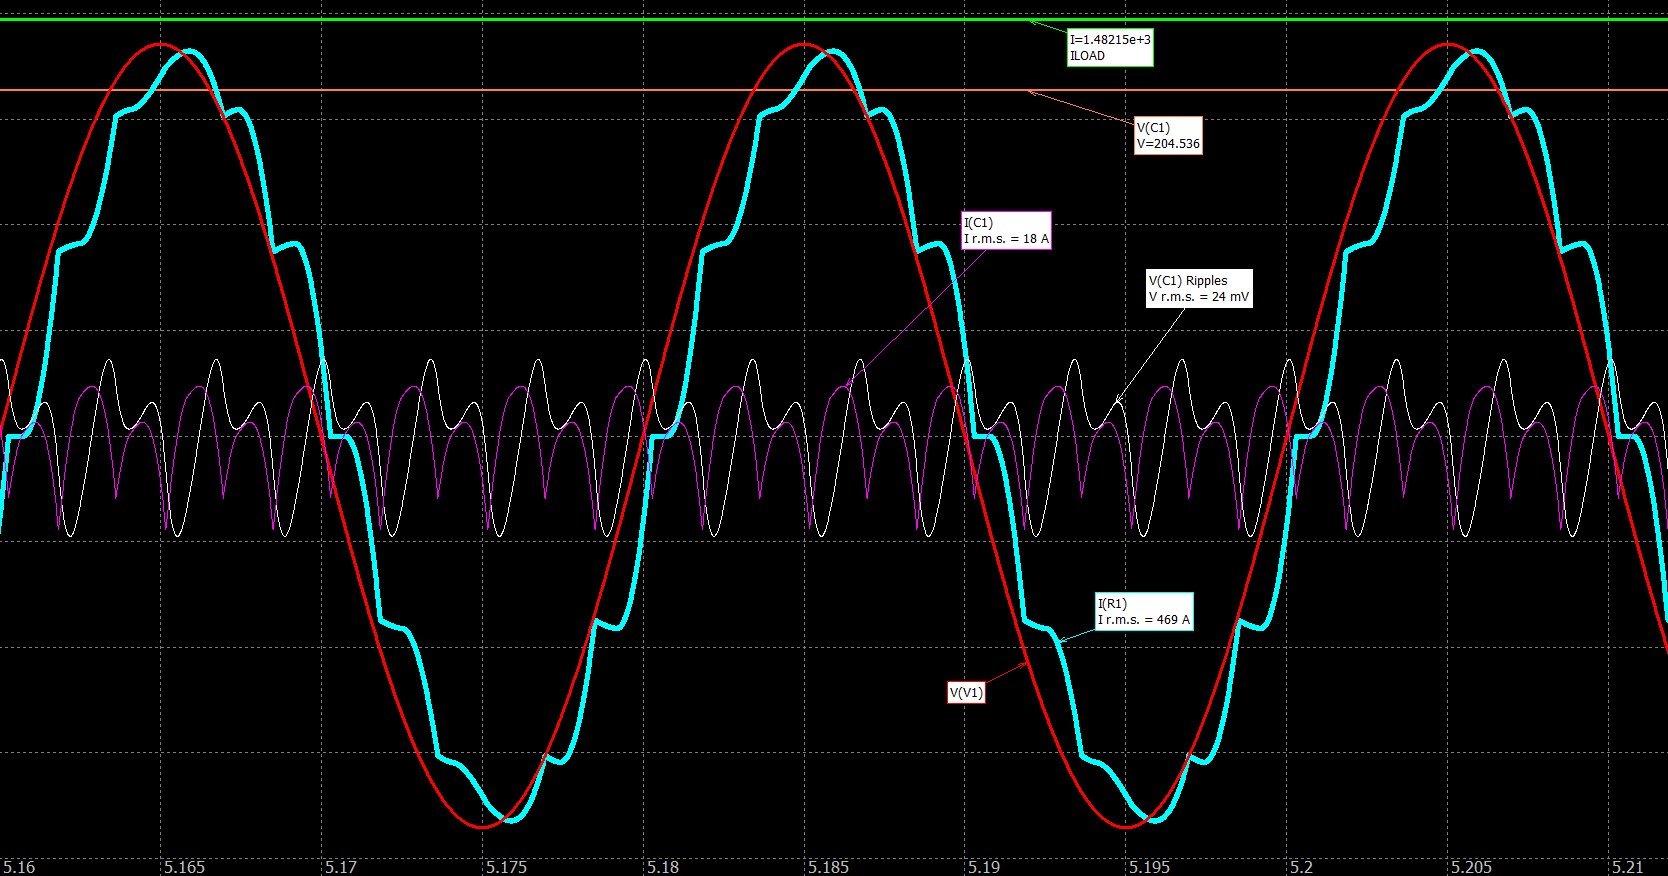 I=1.48215e+3
ILOAD
V(C1)
V=204.536
I(C1)
I r.m.s. = 18 A
V(C1) Ripples
V r.m.s. = 24 mV
I(R1)
I r.m.s. = 469 A
V(V1)
5.16 5.165 5.17 5.175 5.18 5.185 5.19 5.195 5.2 5.205 5.21